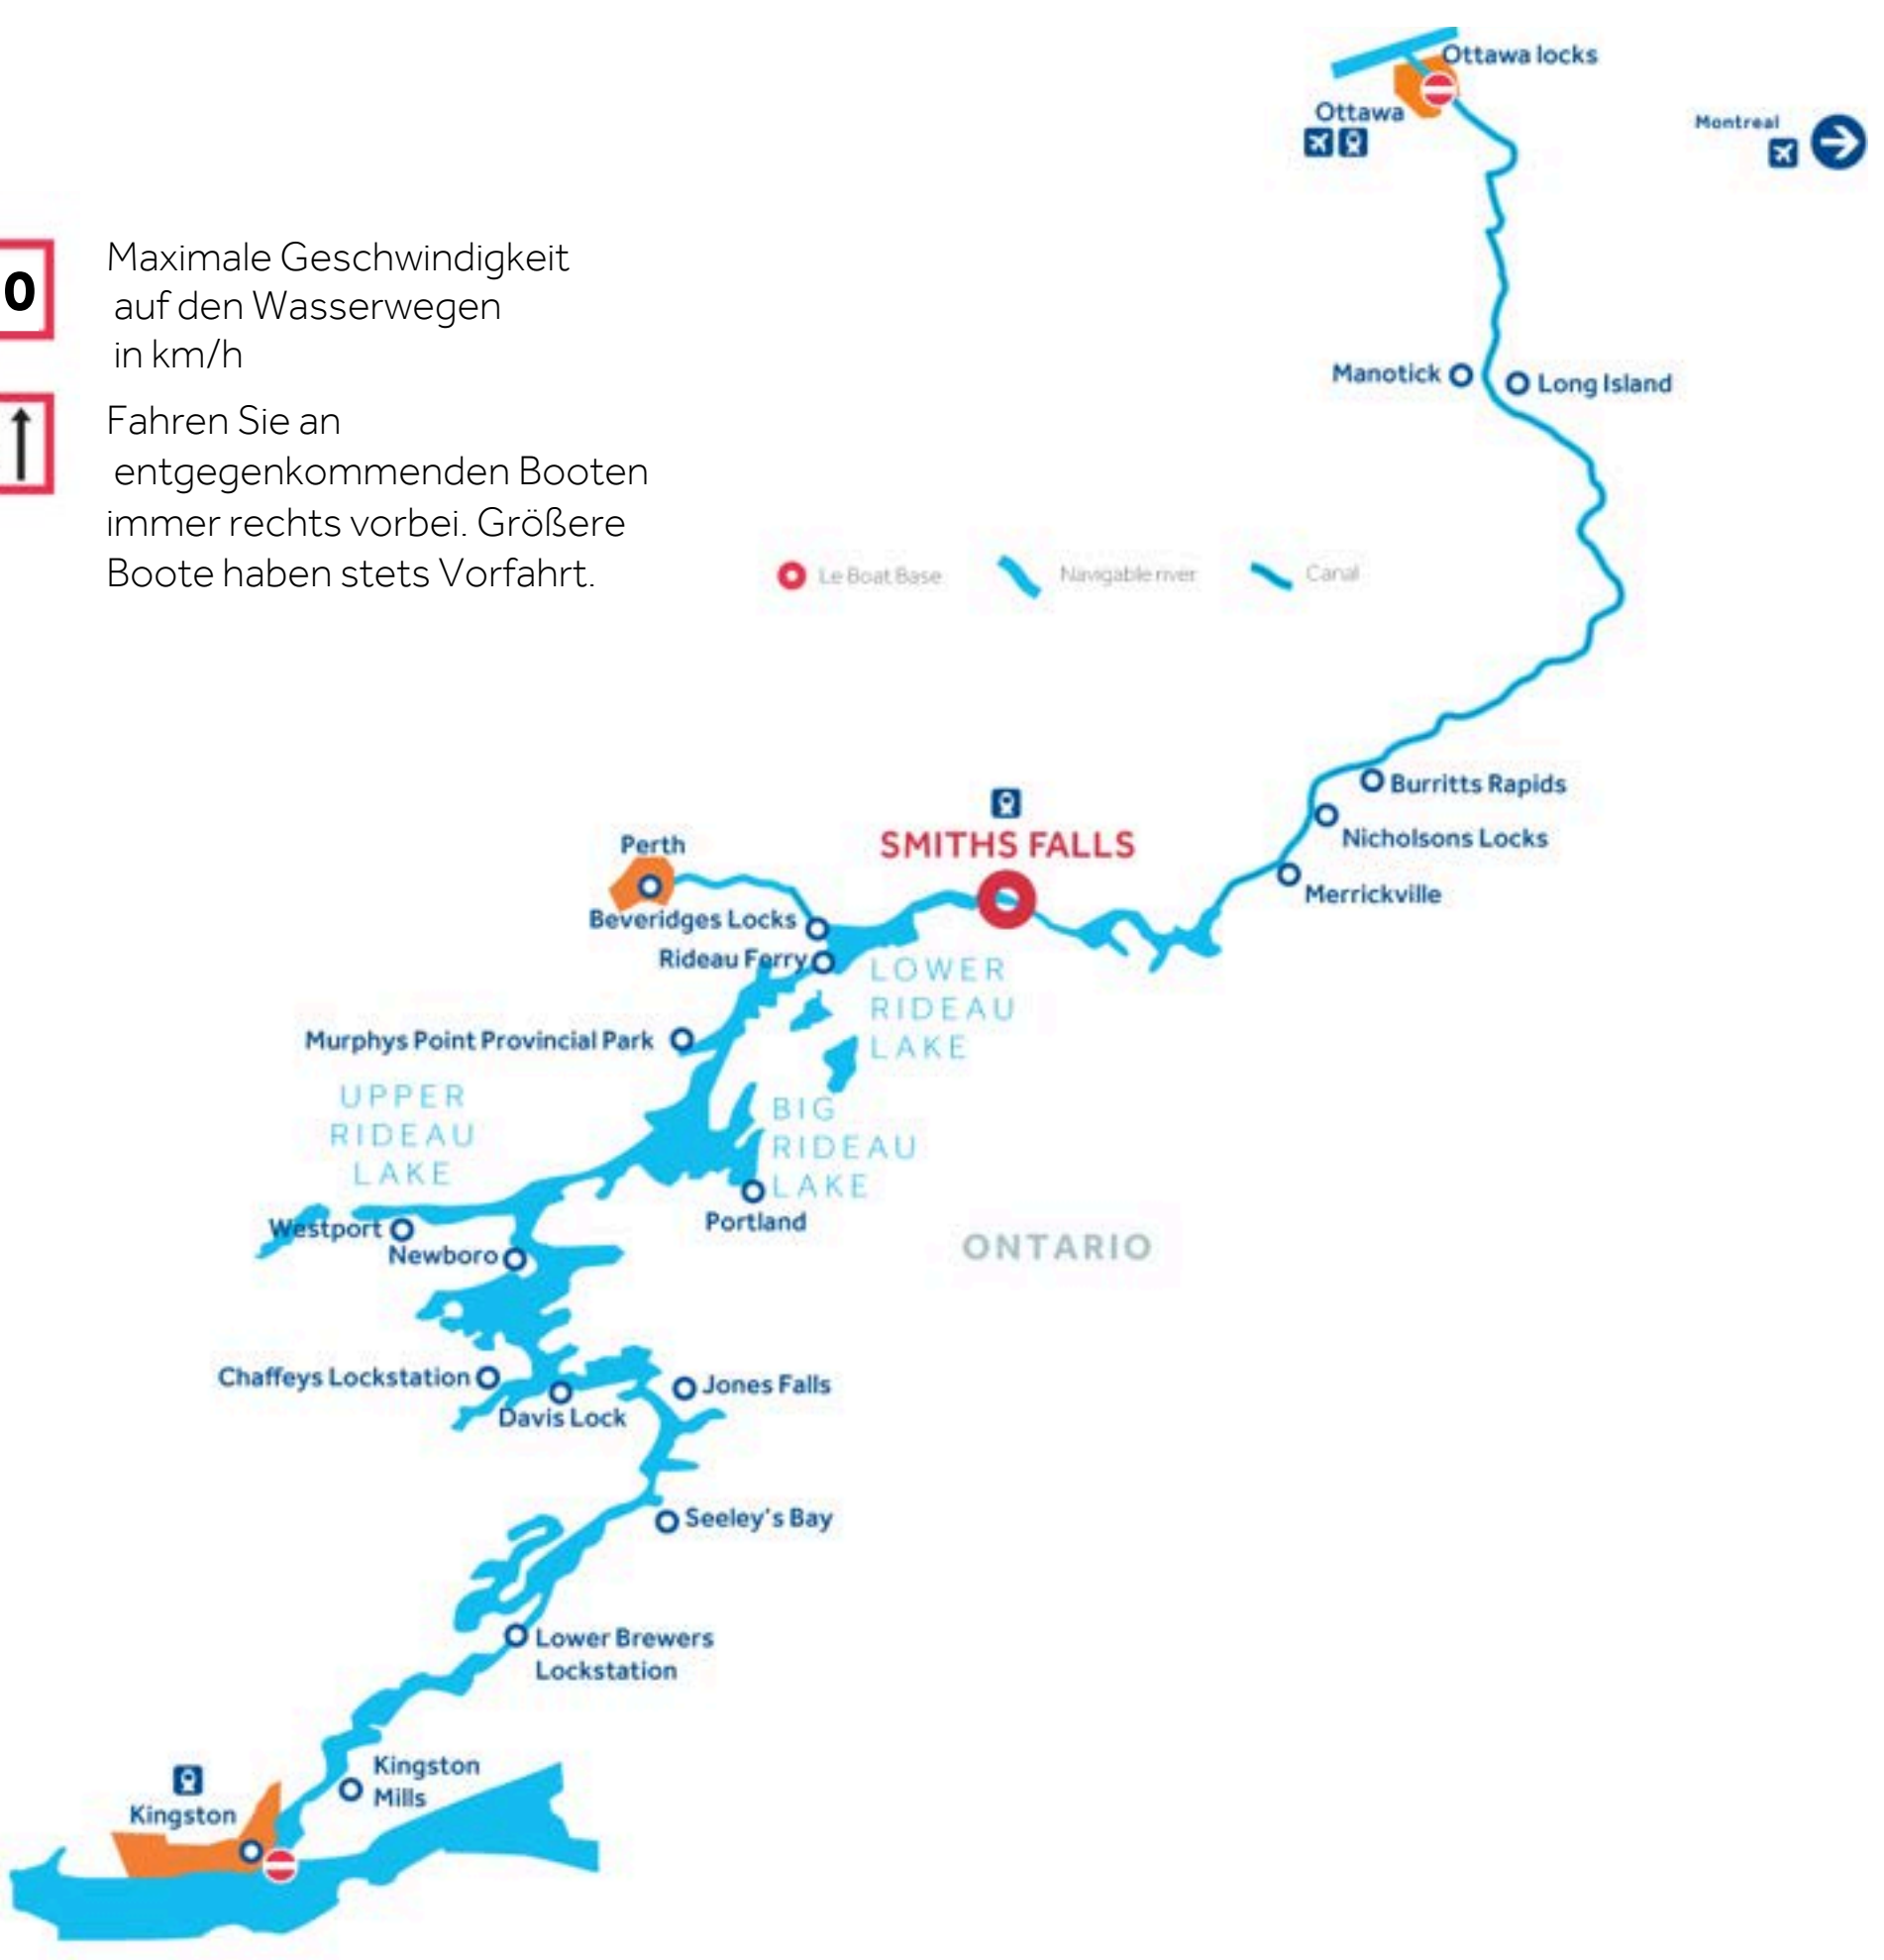 Ottawa locks
Ottawa
Montreal
0
Maximale Geschwindigkeit
auf den Wasserwegen
in km/h
Manotick
Long Island
Fahren Sie an
entgegenkommenden Booten
immer rechts vorbei. Größere
Boote haben stets Vorfahrt.
Le Boat Base
Navigable river
Canal
Burritts Rapids
Nicholsons Locks
Merrickville
SMITHS FALLS
Perth
Beveridges Locks
Rideau Ferry
LOWER
RIDEAU
LAKE
Murphys Point Provincial Park
UPPER
RIDEAU
LAKE
BIG
RIDEAU
LAKE
Portland
Westport
Newboro
ONTARIO
Chaffeys Lockstation
Jones Falls
Davis Lock
Seeley's Bay
Lower Brewers
Lockstation
Kingston
Mills
Kingston